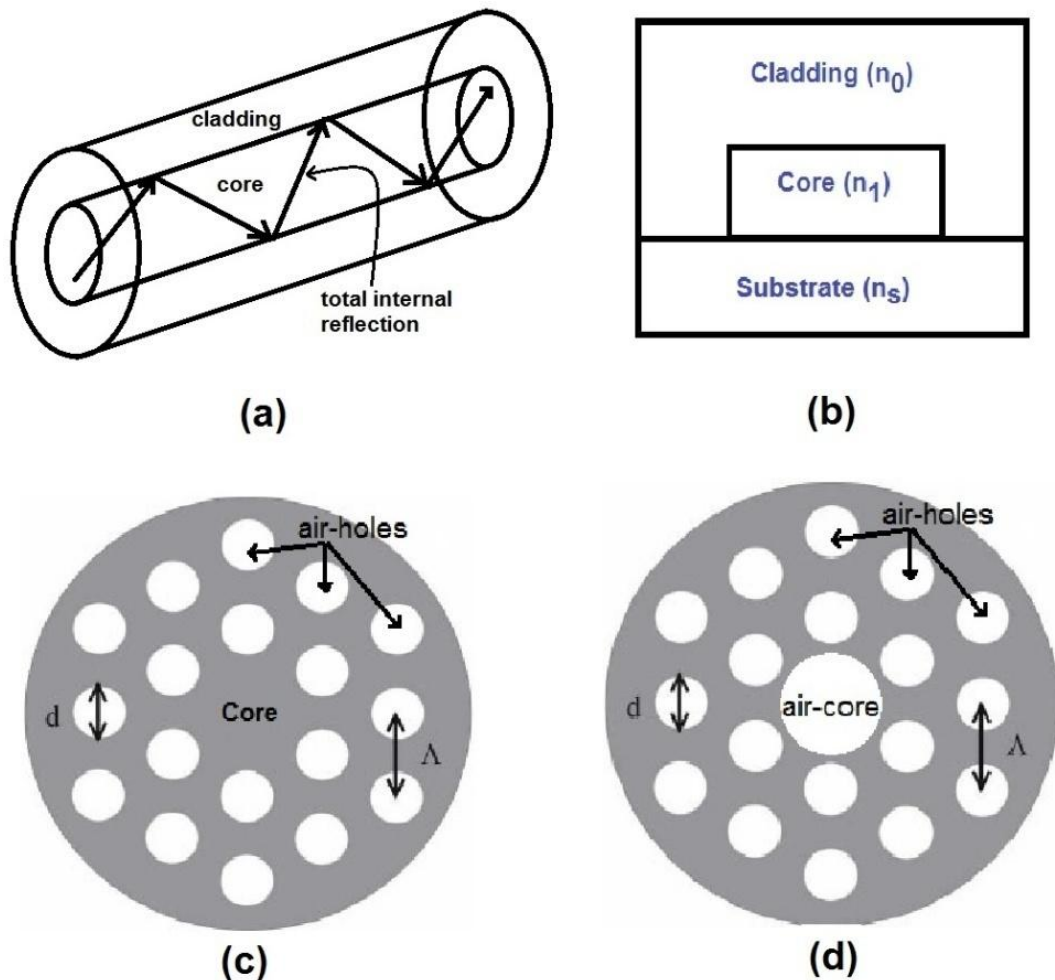 cladding
core
total internal
reflection
(a)
Cladding (n0)
Core (n1)
Substrate (ns)
(b)
air-holes
d
Core
Λ
(c)
air-holes
d
air-core
Λ
(d)